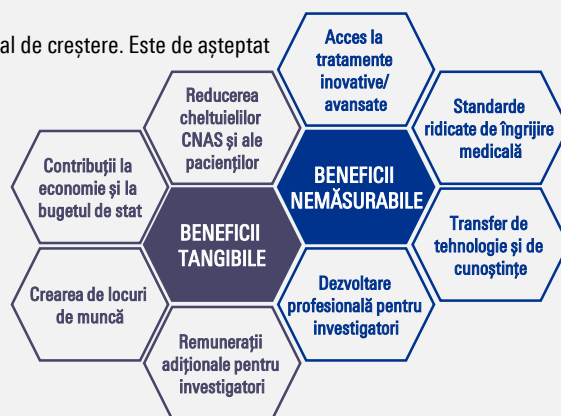 al de creștere. Este de așteptat
Acces la
tratamente
inovative/
avansate
Reducerea
cheltuielilor
CNAS și ale
pacienților
Standarde
ridicate de îngrijire
medicală
Contribuții la
economie și la
bugetul de stat
BENEFICII
NEMĂSURABILE
BENEFICII
TANGIBILE
Transfer de
tehnologie și de
cunoștințe
Crearea de locuri
de muncă
Dezvoltare
profesională pentru
investigatori
Remunerații
adiționale pentru
investigatori